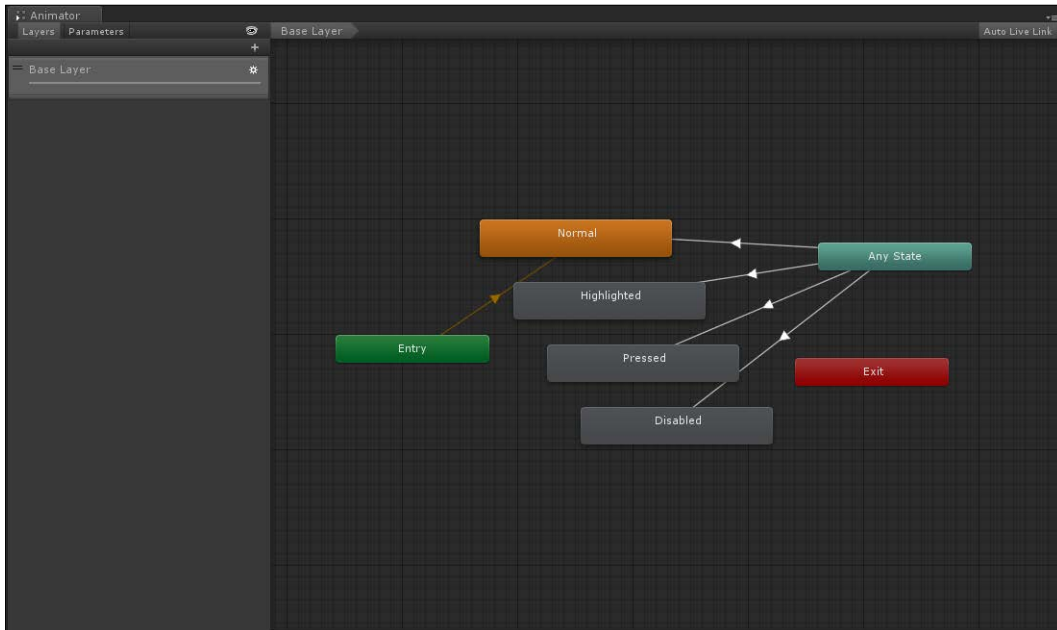 Animator
Layers Parameters
Base Layer
Auto Live Link
Base Layer
Normal
Any State
Highlighted
Entry
Pressed
Exit
Disabled